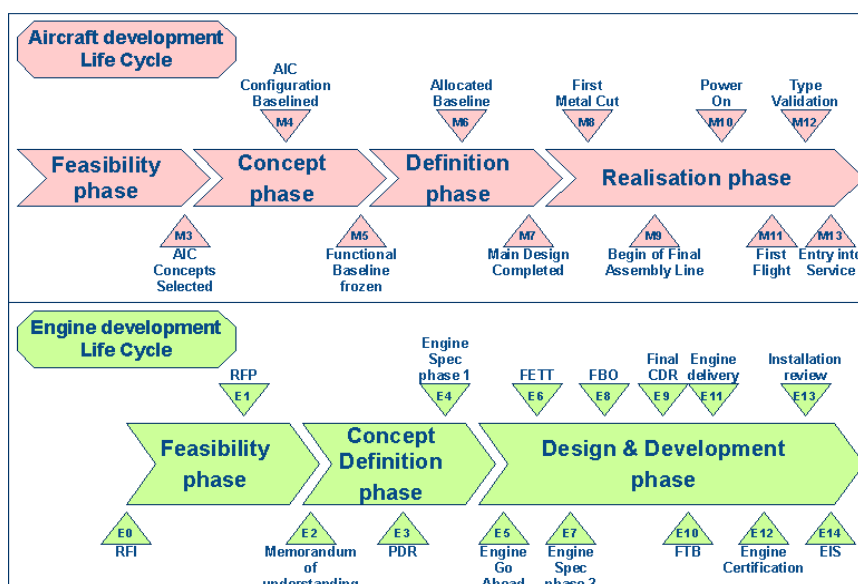 Aircraft development
Life Cycle
AIC
Configuration
Baselined
M4
Allocated
Baseline
M6
First
Metal Cut
M8
Power
On
M10
Type
Validation
M12
Feasibility
phase
Concept
phase
Definition
phase
Realisation phase
M3
AIC
Concepts
Selected
M5
Functional
Baseline
frozen
M7
Main Design
Completed
M9
Begin of Final
Assembly Line
M11
First
Flight
M13
Entry into
Service
Engine development
Life Cycle
RFP
E1
Engine
Spec
phase 1
E4
FETT
E6
FBO
E8
Final
CDR
E9
Engine
delivery
E11
Installation
review
E13
Feasibility
phase
Concept
Definition
phase
Design & Development
phase
E0
RFI
E2
Memorandum
of
understanding
E3
PDR
E5
Engine
Go
Ahead
E7
Engine
Spec
phase 2
E10
FTB
E12
Engine
Certification
E14
EIS